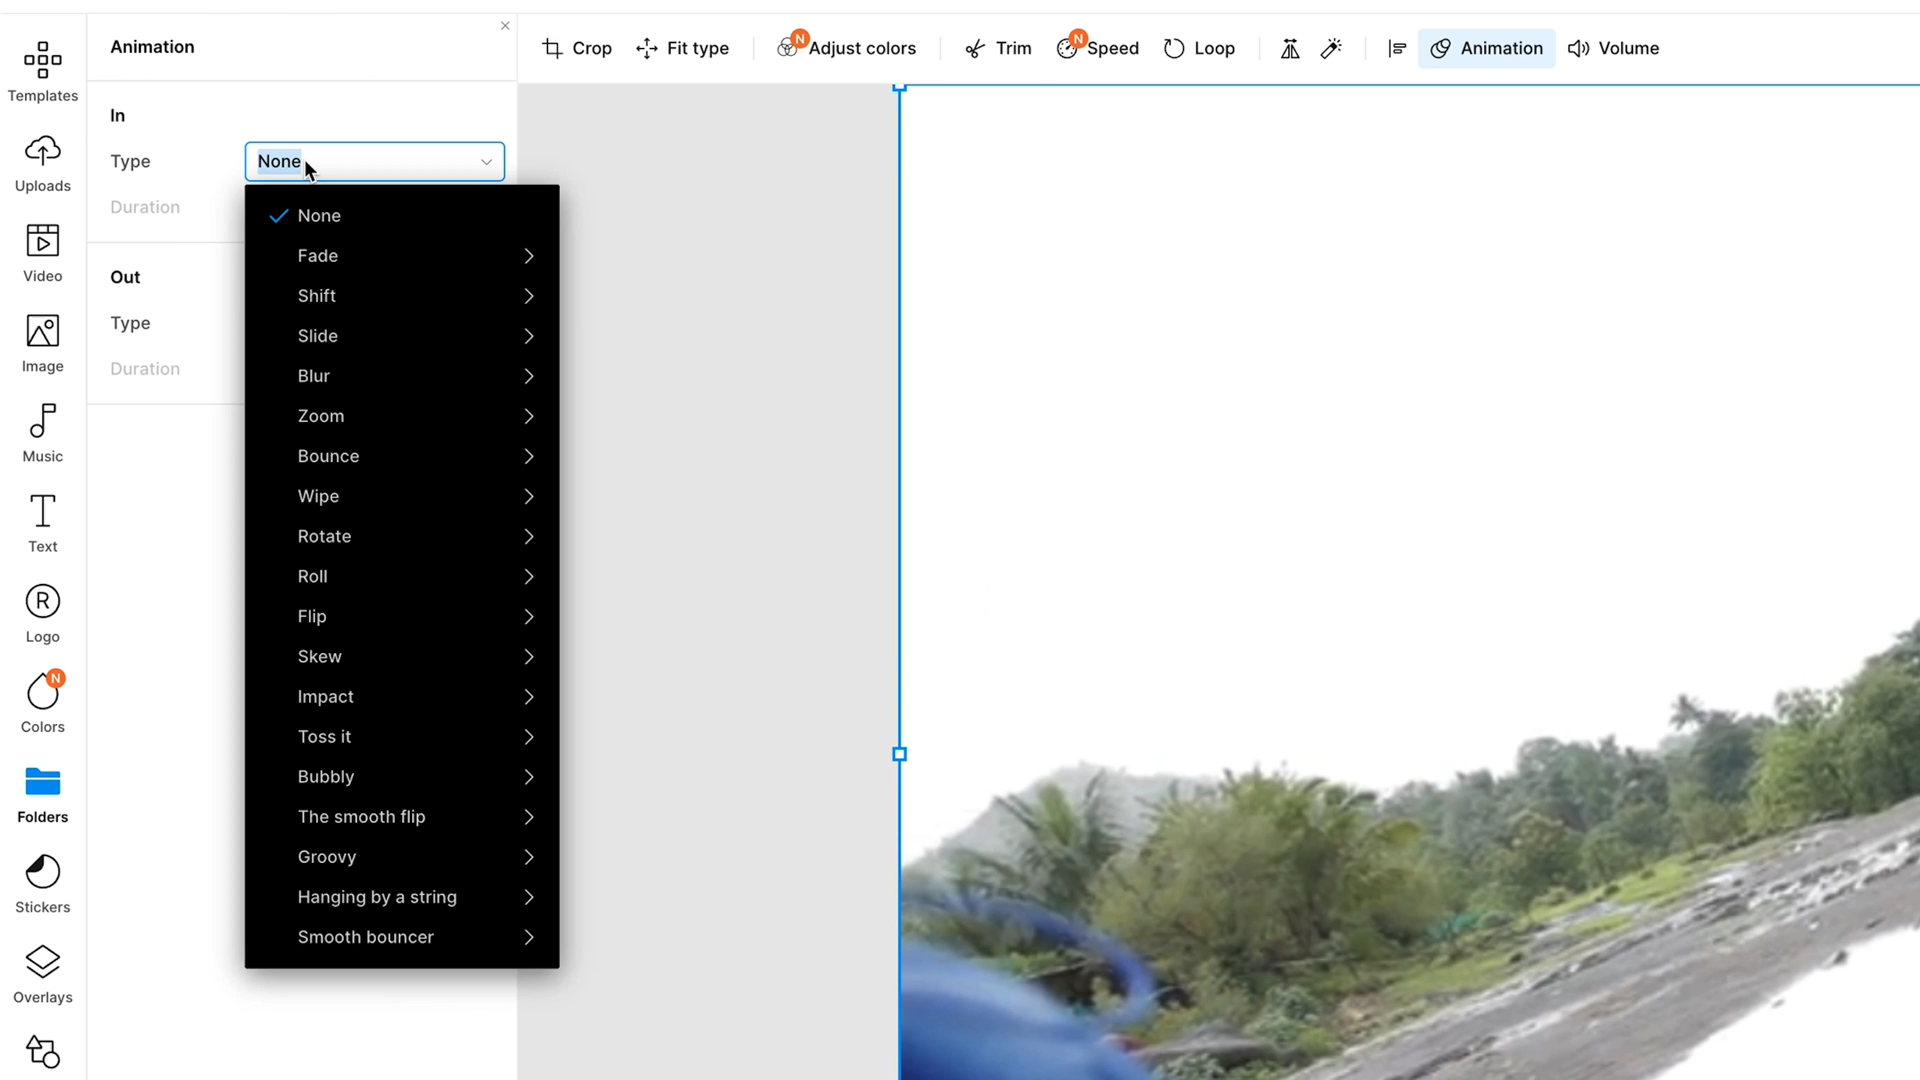 Templates
Uploads
Video
Image
Music
Text
R
Logo
N
Colors
Folders
Stickers
Overlays
Animation
In
Type
None
Duration
Out
Type
Duration
None
Fade
Shift
Slide
Blur
Zoom
Bounce
Wipe
Rotate
Roll
Flip
Skew
Impact
Toss it
Bubbly
The smooth flip
Groovy
Hanging by a string
Smooth bouncer
Crop Fit type N Adjust colors Trim N Speed Loop Animation Volume